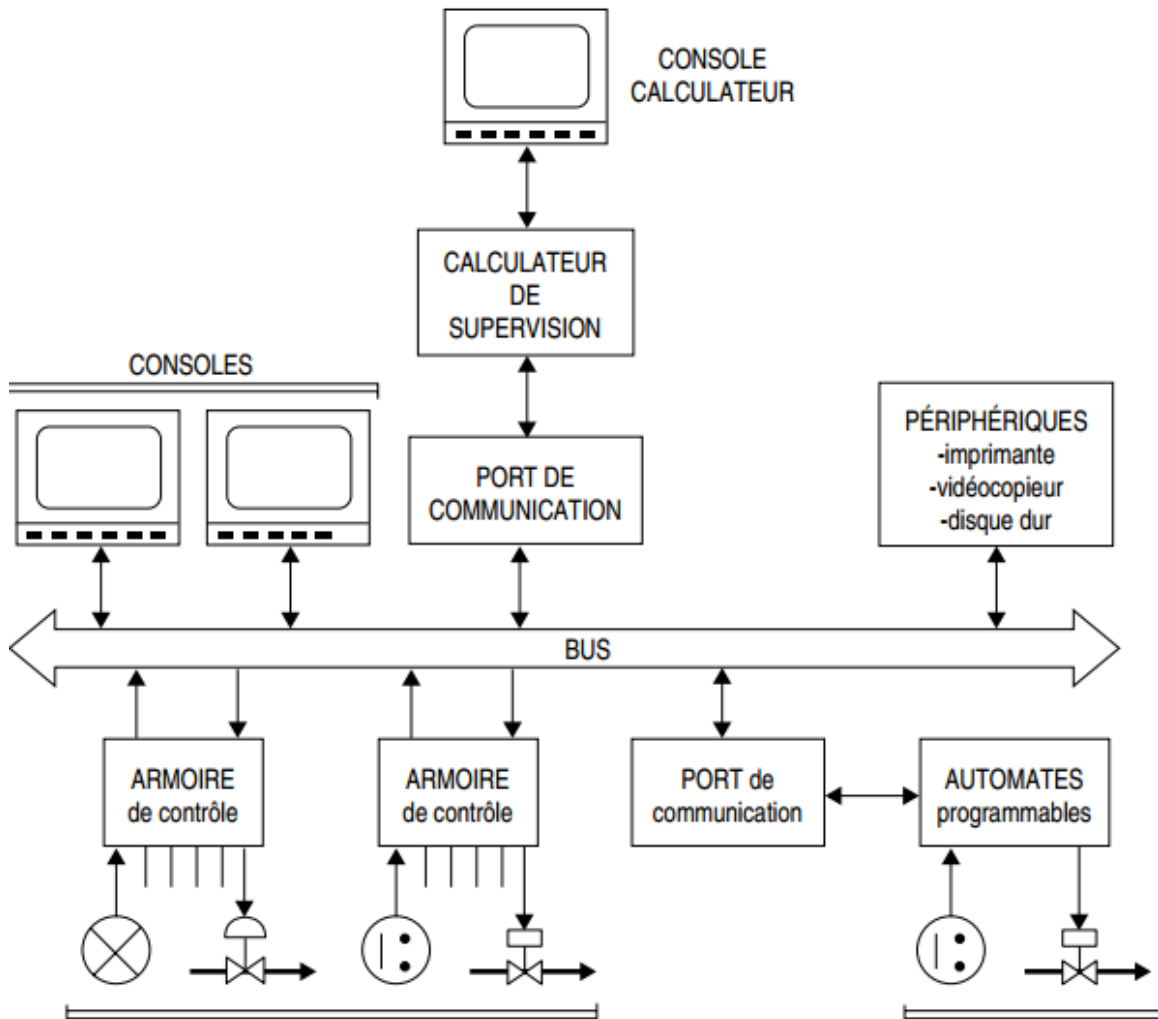 CONSOLE
CALCULATEUR
CALCULATEUR
DE
SUPERVISION
CONSOLES
PORT DE
COMMUNICATION
PÉRIPHÉRIQUES
-imprimante
-vidéocopieur
-disque dur
BUS
ARMOIRE
de contrôle
ARMOIRE
de contrôle
PORT de
communication
AUTOMATES
programmables